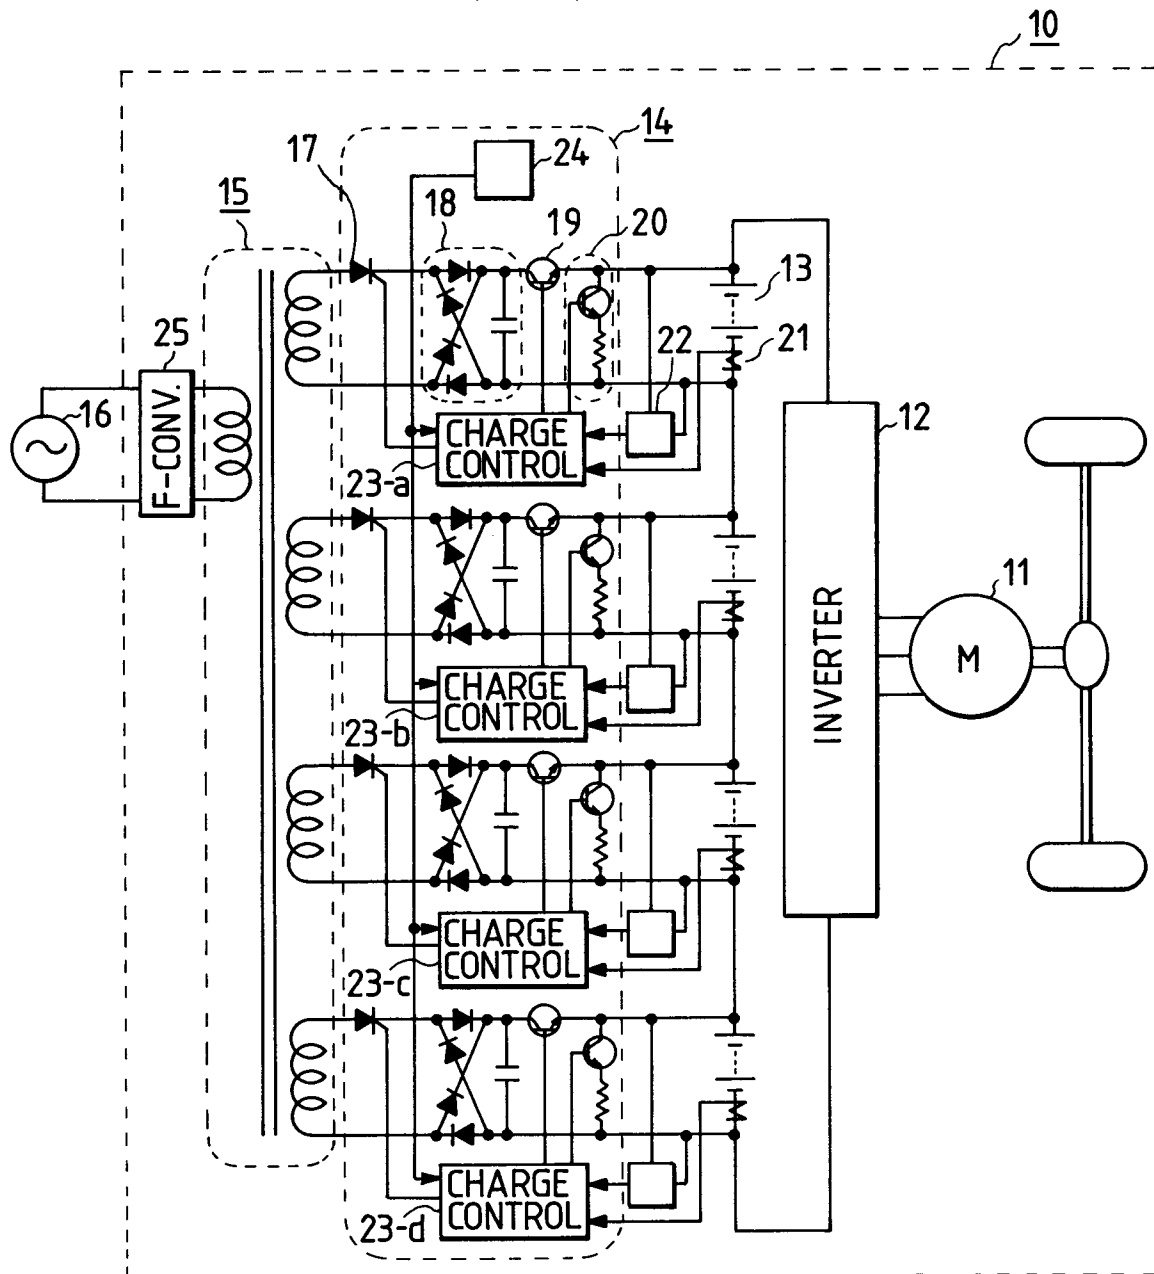 10
14
24
17
15
18
19
20
13
21
25
22
16
F-CONV.
CHARGE
CONTROL
23-a
12
INVERTER
11
M
CHARGE
CONTROL
23-b
CHARGE
CONTROL
23-c
CHARGE
CONTROL
23-d